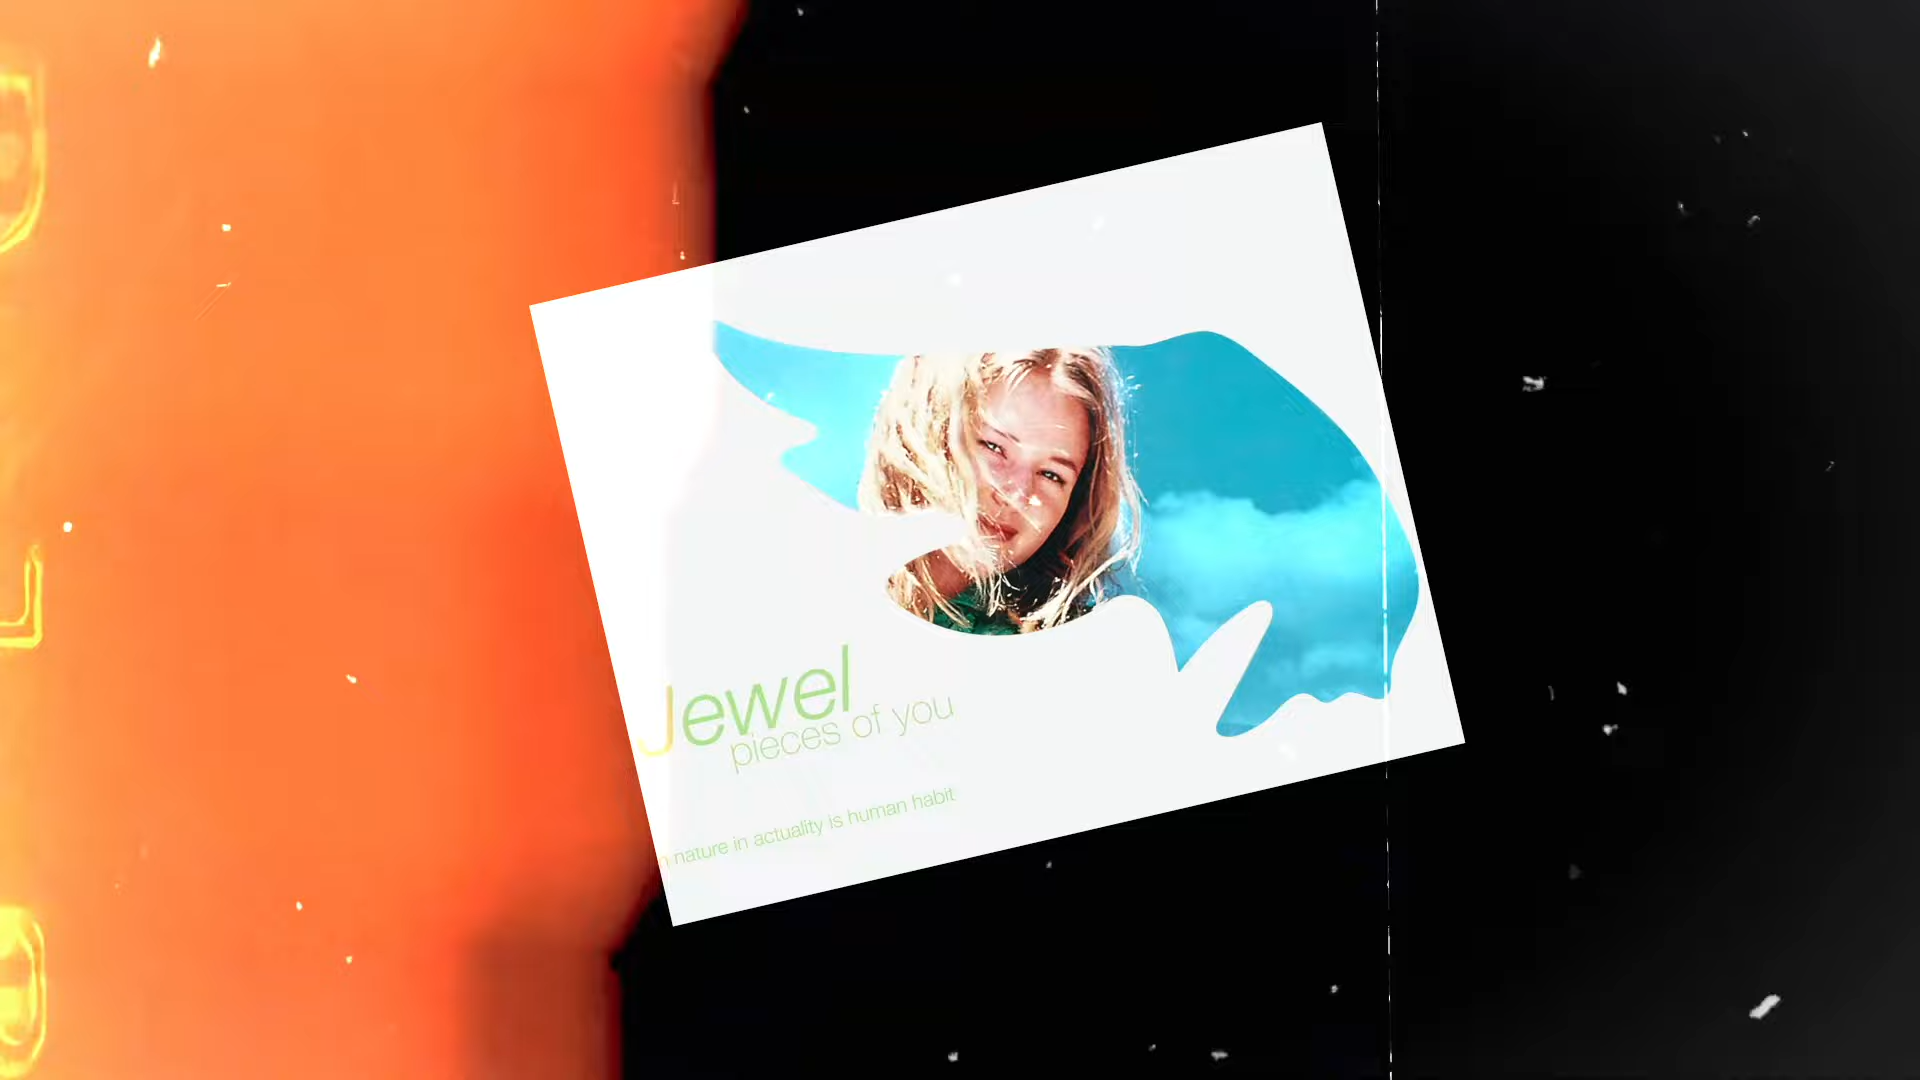 Jewel
pieces of you
n nature in actuality is human habit